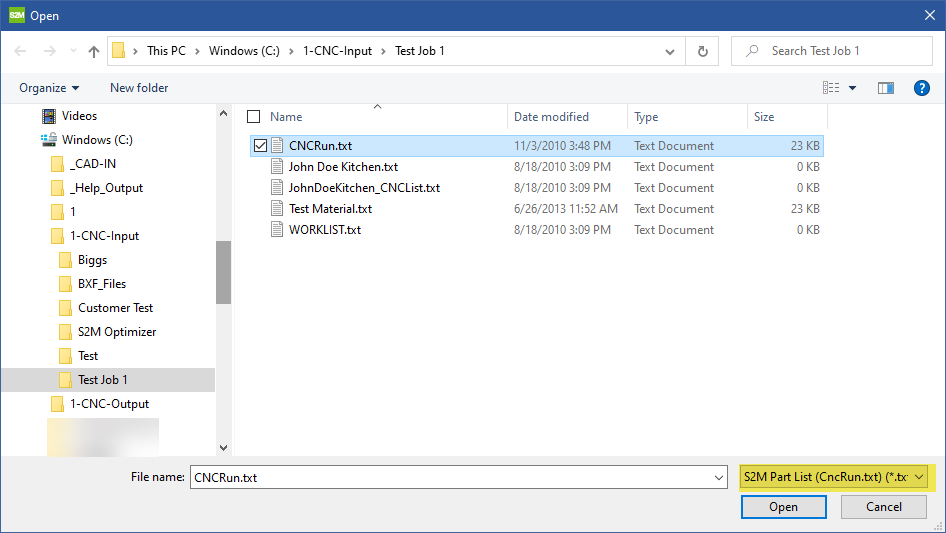 S2M Open
This PC Windows (C:) 1-CNC-Input Test Job 1 Search Test Job 1
Organize New folder ?
Videos
Windows (C:)
_CAD-IN
_Help_Output
1
1-CNC-Input
Biggs
BXF_Files
Customer Test
S2M Optimizer
Test
Test Job 1
1-CNC-Output
Name Date modified Type Size
CNCRun.txt 11/3/2010 3:48 PM Text Document 23 KB
John Doe Kitchen.txt 8/18/2010 3:09 PM Text Document 0 KB
JohnDoeKitchen_CNCList.txt 8/18/2010 3:09 PM Text Document 0 KB
Test Material.txt 6/26/2013 11:52 AM Text Document 23 KB
WORKLIST.txt 8/18/2010 3:09 PM Text Document 0 KB
File name: CNCRun.txt S2M Part List (CncRun.txt) (*.tx
Open Cancel